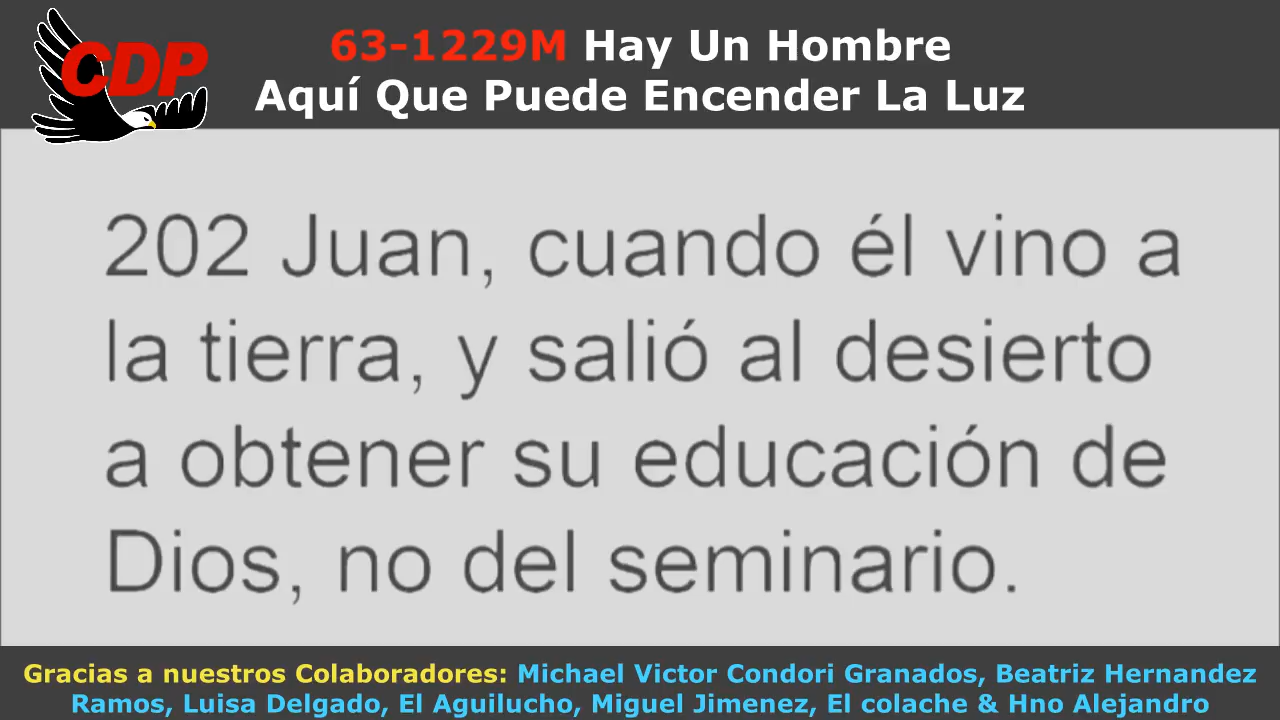 CDP
63-1229M Hay Un Hombre
Aquí Que Puede Encender La Luz
202 Juan, cuando él vino a
la tierra, y salió al desierto
a obtener su educación de
Dios, no del seminario.
Gracias a nuestros Colaboradores: Michael Victor Condori Granados, Beatriz Hernandez
Ramos, Luisa Delgado, El Aguilucho, Miguel Jimenez, El colache & Hno Alejandro